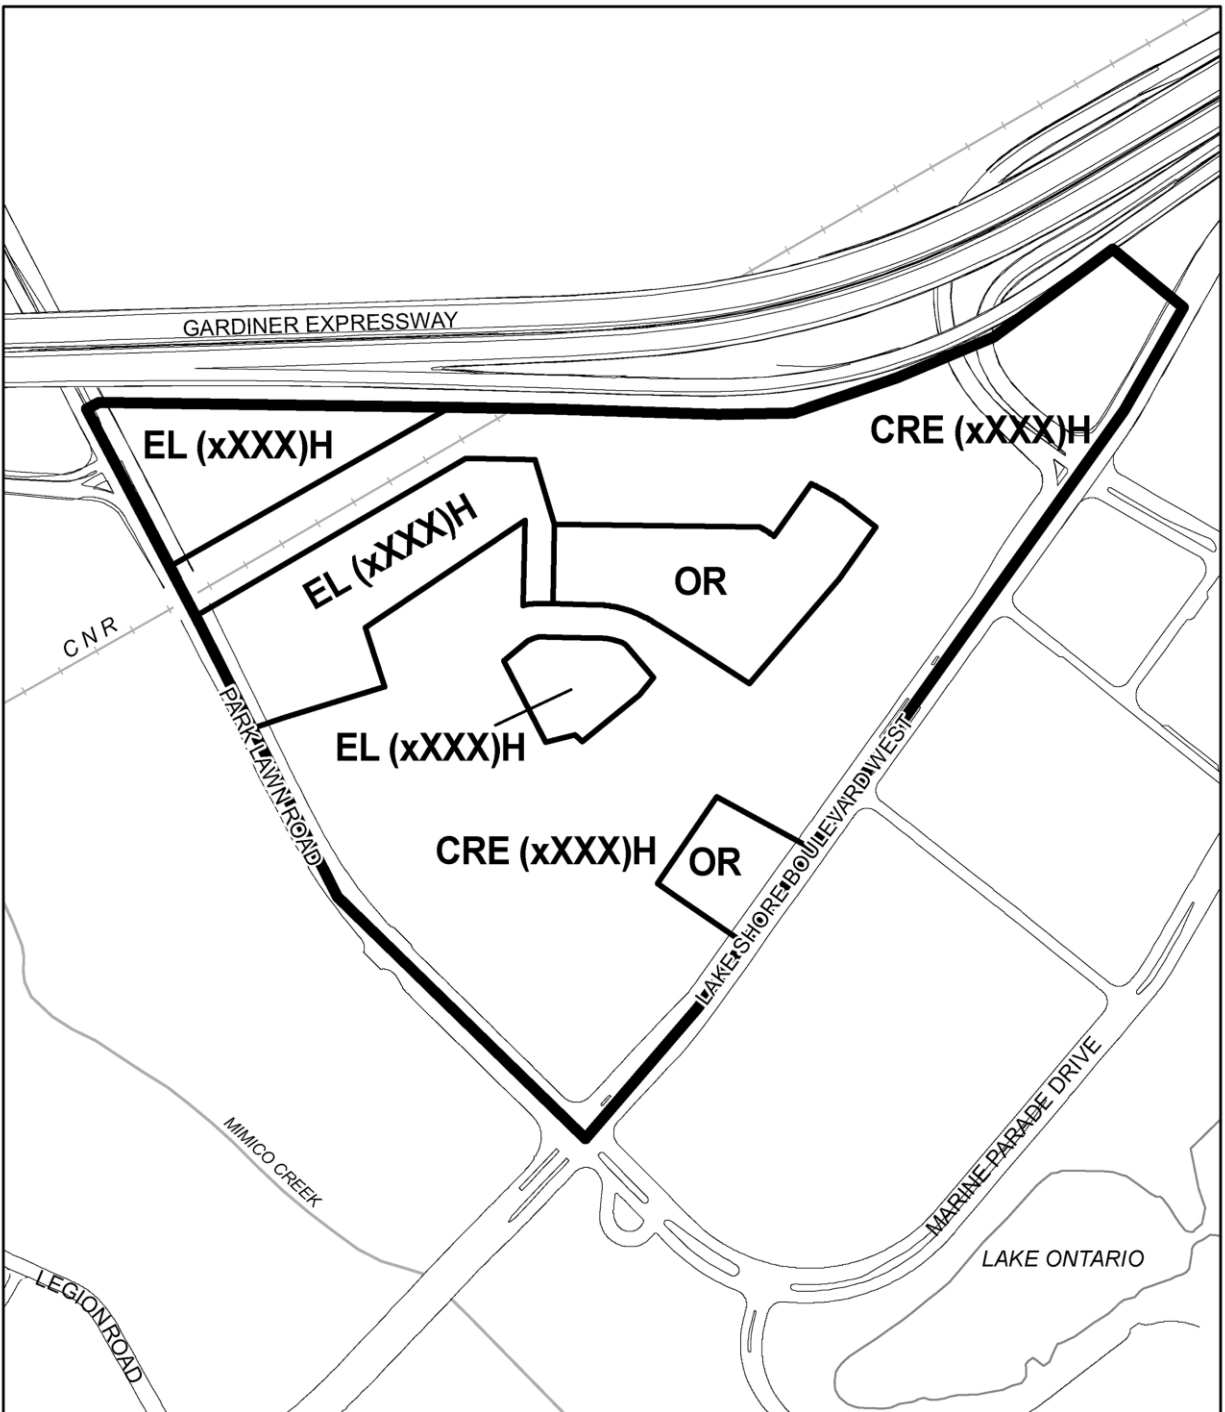 GARDINER EXPRESSWAY
EL (xXXX)H
CRE (xXXX)H
EL (xXXX)H
OR
CNR
PARK LAWN ROAD
EL (xXXX)H
LAKE SHORE BOULEVARD WEST
CRE (xXXX)H
OR
MIMICO CREEK
MARINE PARADE DRIVE
LAKE ONTARIO
LEGION ROAD